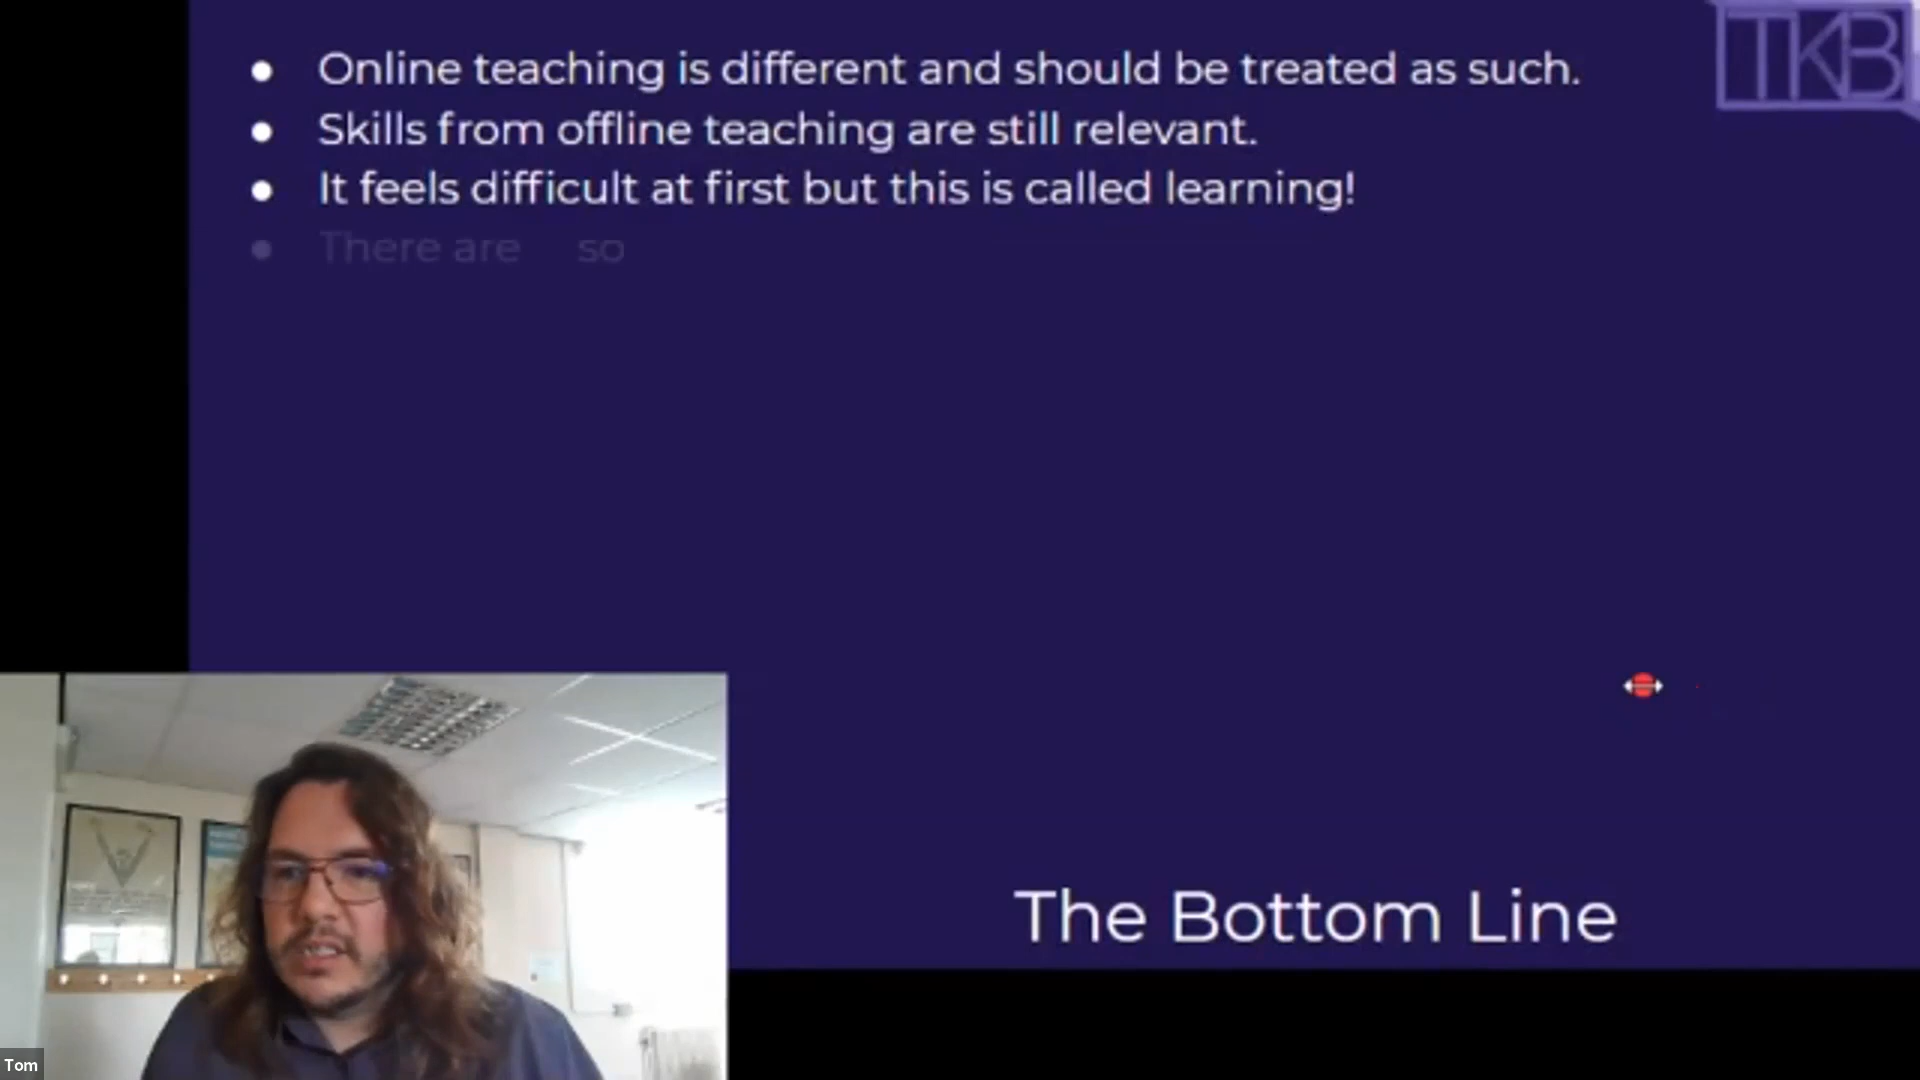 TKB
Online teaching is different and should be treated as such.
Skills from offline teaching are still relevant.
It feels difficult at first but this is called learning!
There are so
The Bottom Line
Tom